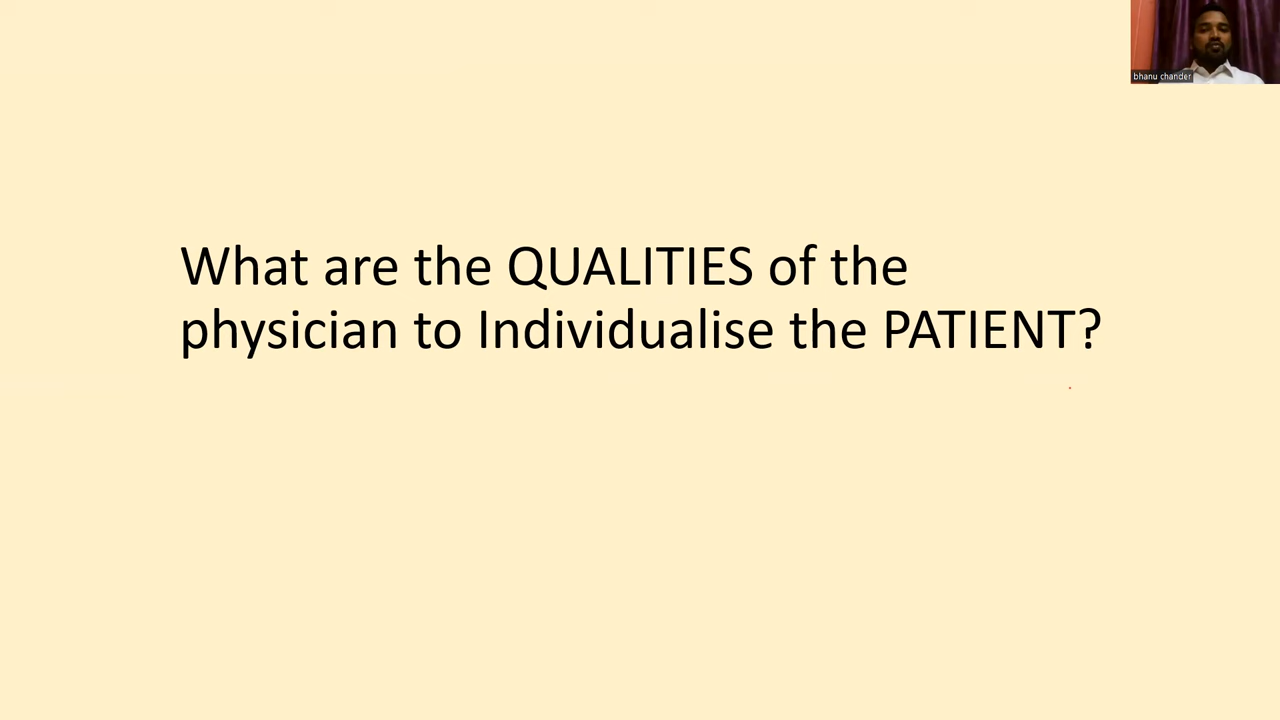 bhanu chander
What are the QUALITIES of the
physician to Individualise the PATIENT?